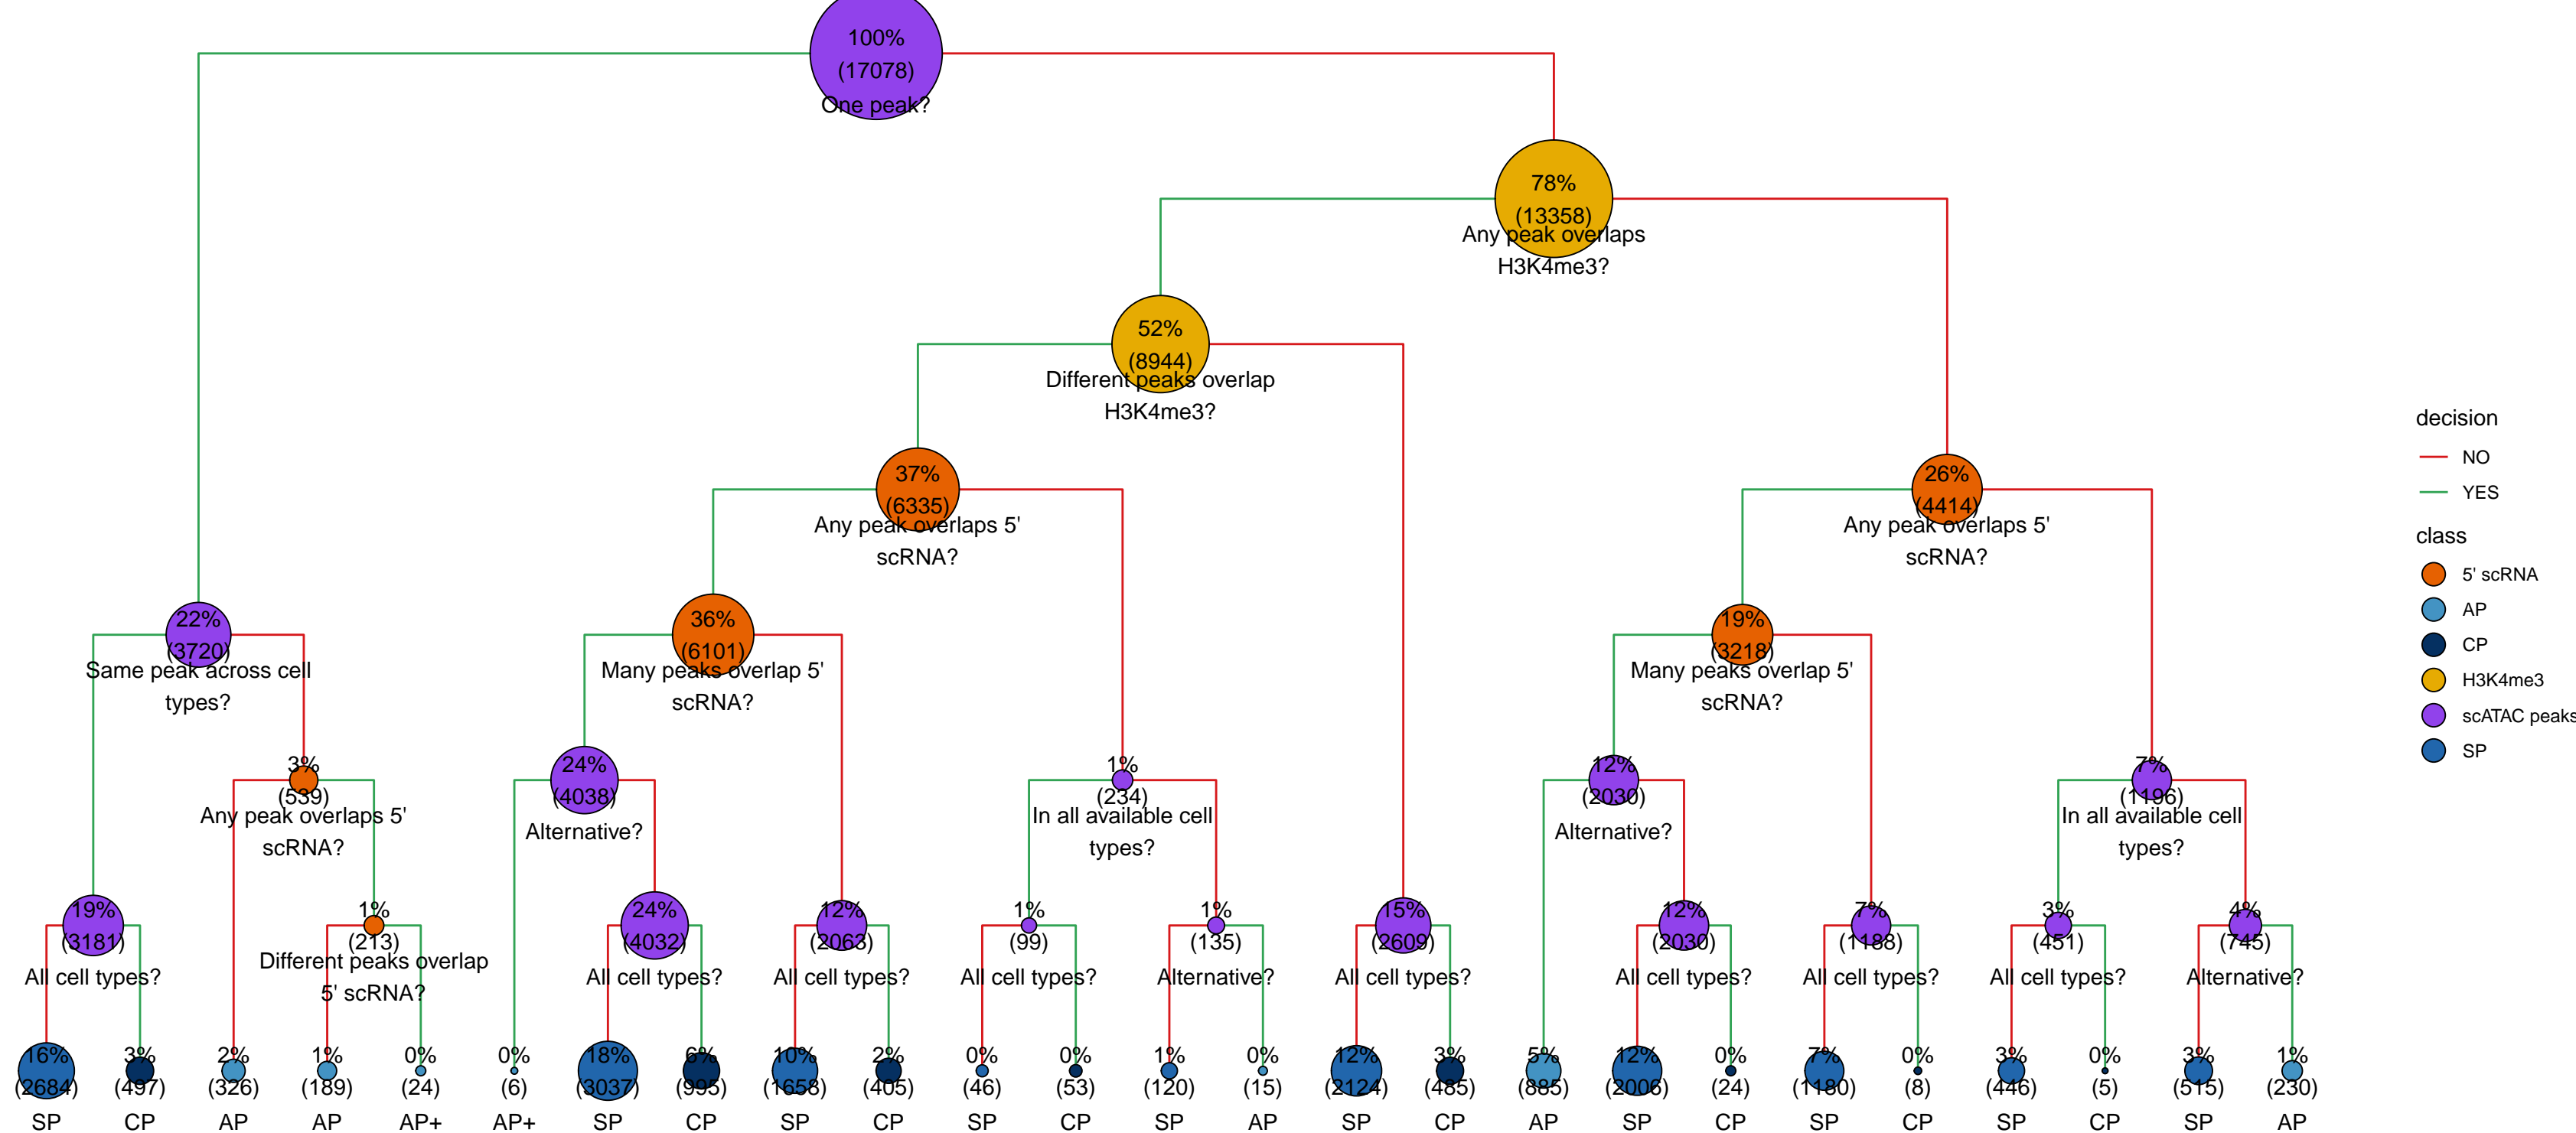 100%
(17078)
One peak?
78%
(13358)
Any peak overlaps
H3K4me3?
52%
(8944)
Different peaks overlap
H3K4me3?
37%
(6335)
Any peak overlaps 5'
scRNA?
26%
(4414)
Any peak overlaps 5'
scRNA?
22%
(3720)
Same peak across cell
types?
36%
(6101)
Many peaks overlap 5'
scRNA?
19%
(3218)
Many peaks overlap 5'
scRNA?
3%
(539)
Any peak overlaps 5'
scRNA?
24%
(4038)
Alternative?
1%
(234)
In all available cell
types?
12%
(2030)
Alternative?
7%
(1196)
In all available cell
types?
19%
(3181)
All cell types?
1%
(213)
Different peaks overlap
5' scRNA?
24%
(4032)
All cell types?
12%
(2063)
All cell types?
1%
(99)
All cell types?
1%
(135)
Alternative?
15%
(2609)
All cell types?
12%
(2030)
All cell types?
7%
(1188)
All cell types?
3%
(451)
All cell types?
4%
(745)
Alternative?
16%
(2684)
SP
3%
(497)
CP
2%
(326)
AP
1%
(189)
AP
0%
(24)
AP+
0%
(6)
AP+
18%
(3037)
SP
6%
(995)
CP
10%
(1658)
SP
2%
(405)
CP
0%
(46)
SP
0%
(53)
CP
1%
(120)
SP
0%
(15)
AP
12%
(2124)
SP
3%
(485)
CP
5%
(885)
AP
12%
(2006)
SP
0%
(24)
CP
7%
(1180)
SP
0%
(8)
CP
3%
(446)
SP
0%
(5)
CP
3%
(515)
SP
1%
(230)
AP
decision
NO
YES
class
5' scRNA
AP
CP
H3K4me3
scATAC peaks
SP